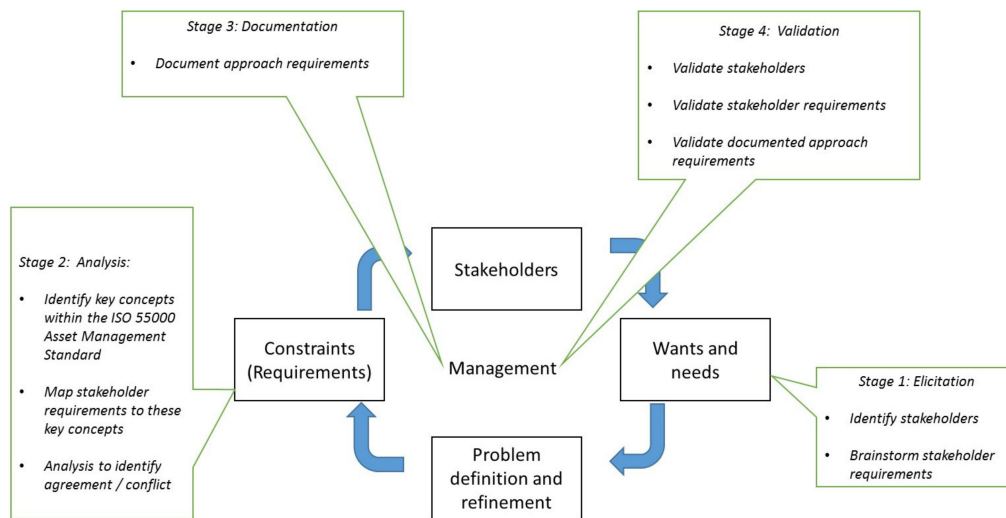 Stage 3: Documentation
• Document approach requirements
Stage 4: Validation
• Validate stakeholders
• Validate stakeholder requirements
• Validate documented approach
requirements
Stage 2: Analysis:
• Identify key concepts
within the ISO 55000
Asset Management
Standard
• Map stakeholder
requirements to these
key concepts
• Analysis to identify
agreement / conflict
Stakeholders
Constraints
(Requirements)
Management
Wants and
needs
Problem
definition and
refinement
Stage 1: Elicitation
• Identify stakeholders
• Brainstorm stakeholder
requirements